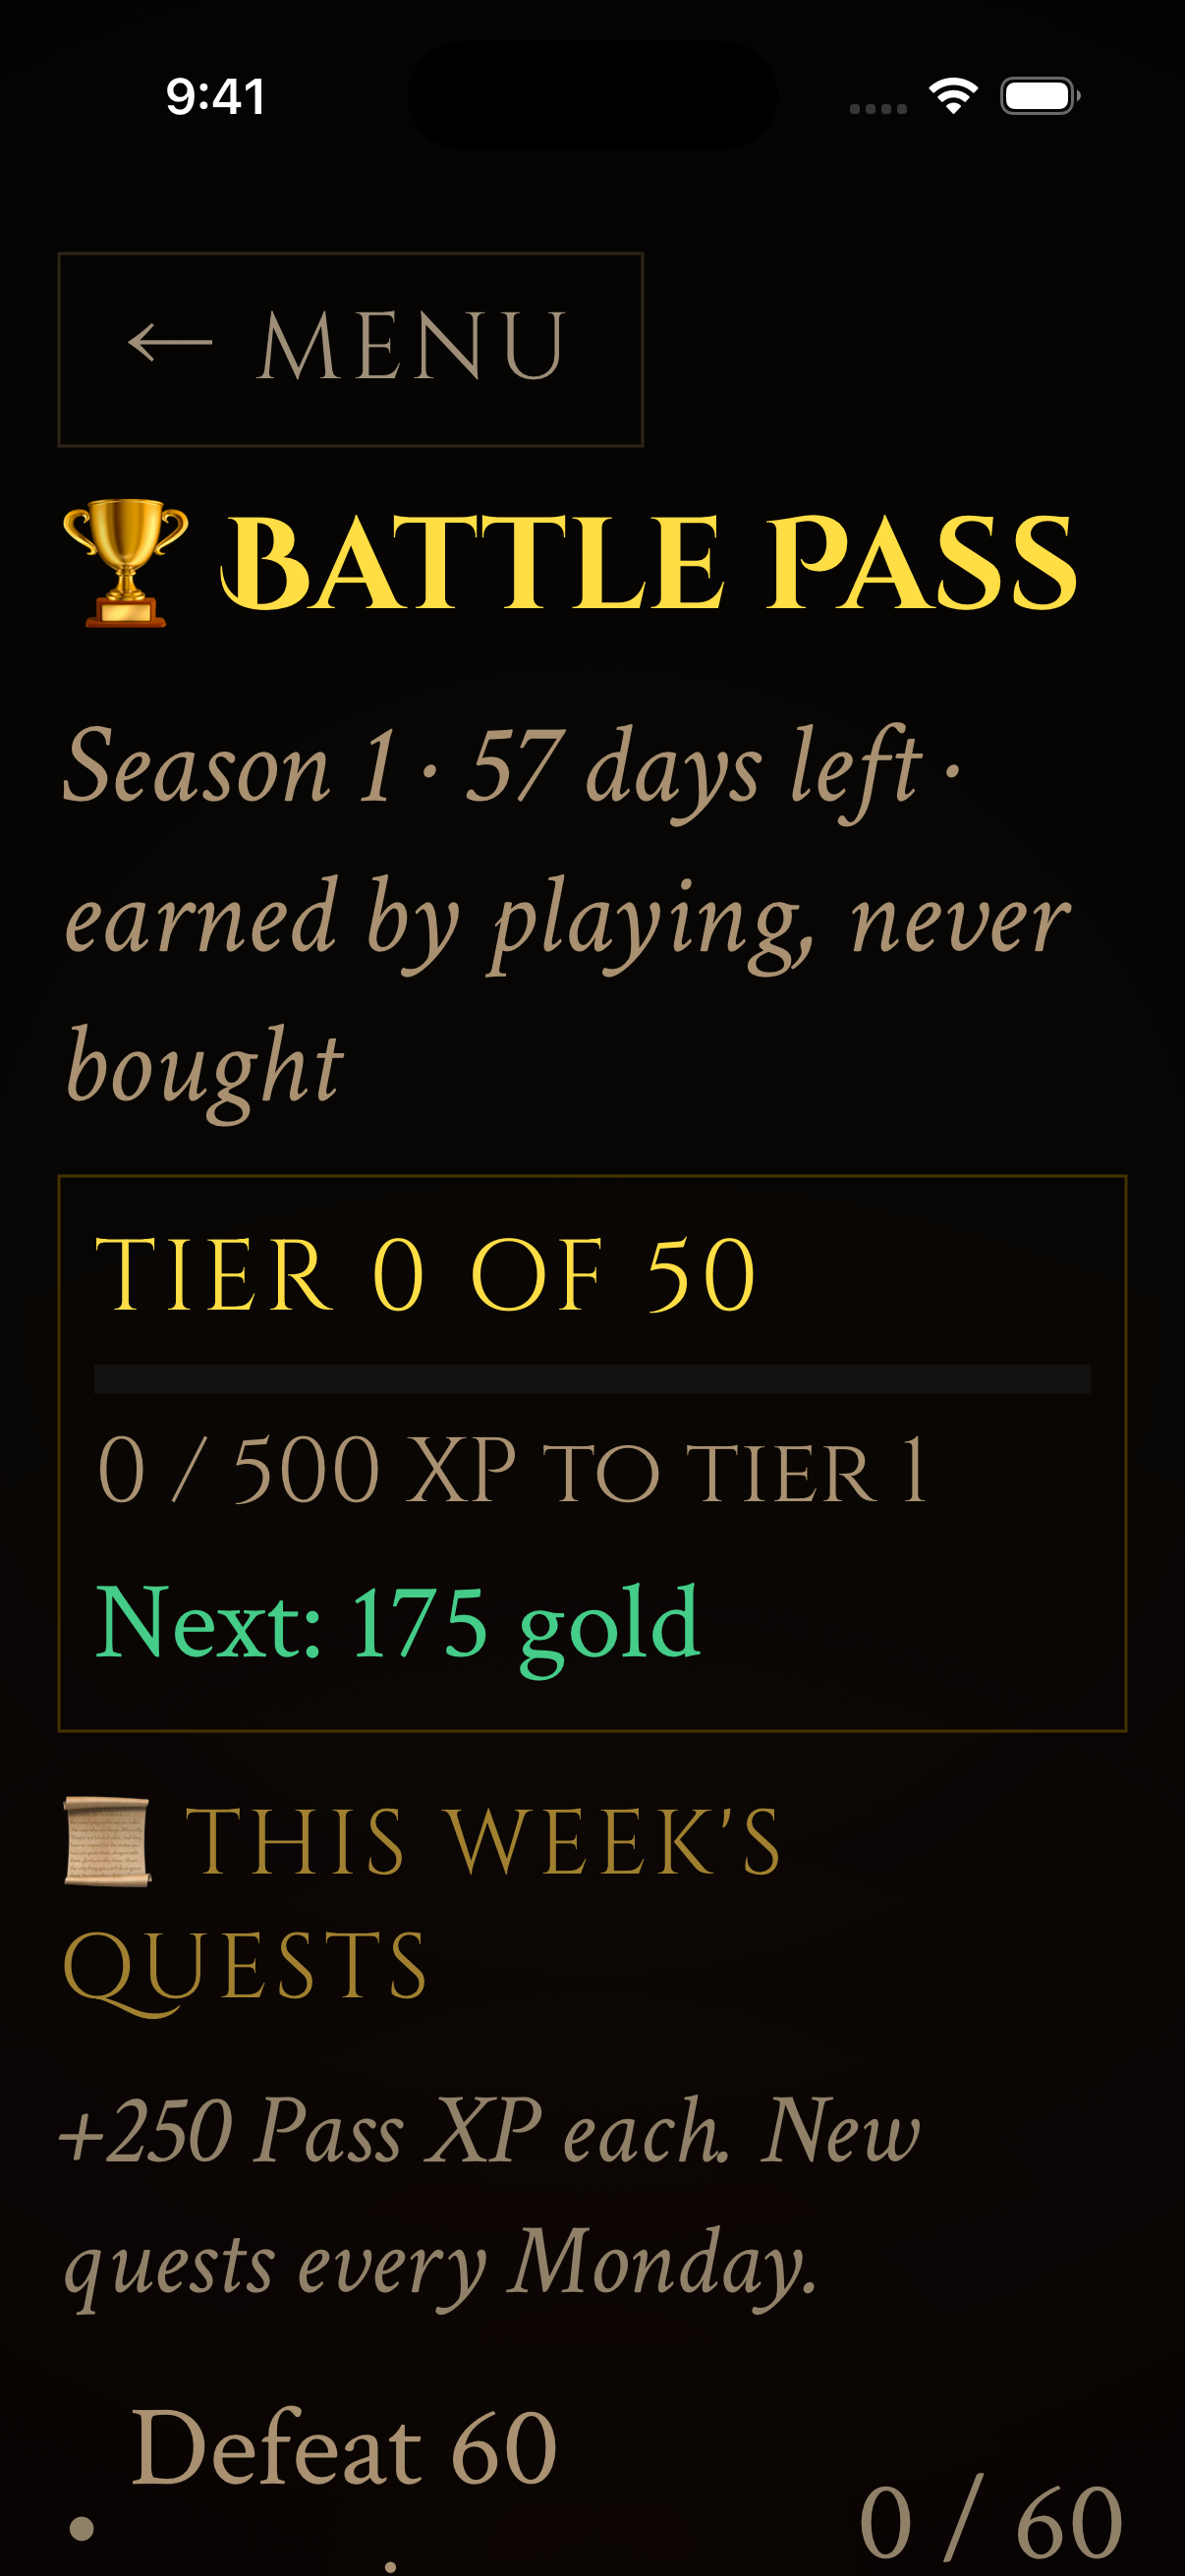 9:41
← MENU
🏆 BATTLE PASS
Season 1 · 57 days left ·
earned by playing, never
bought
TIER 0 OF 50
0 / 500 XP TO TIER 1
Next: 175 gold
📜 THIS WEEK'S
QUESTS
+250 Pass XP each. New
quests every Monday.
• Defeat 60
0 / 60